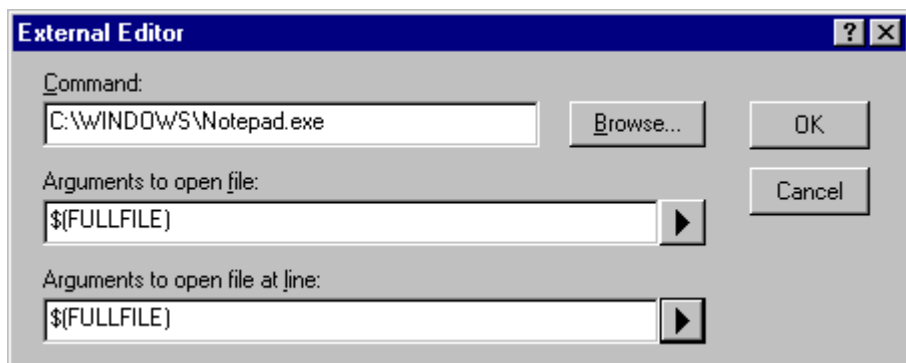 External Editor
Command:
C:\WINDOWS\Notepad.exe
Browse...
OK
Arguments to open file:
Cancel
$(FULLFILE)
Arguments to open file at line:
$(FULLFILE)